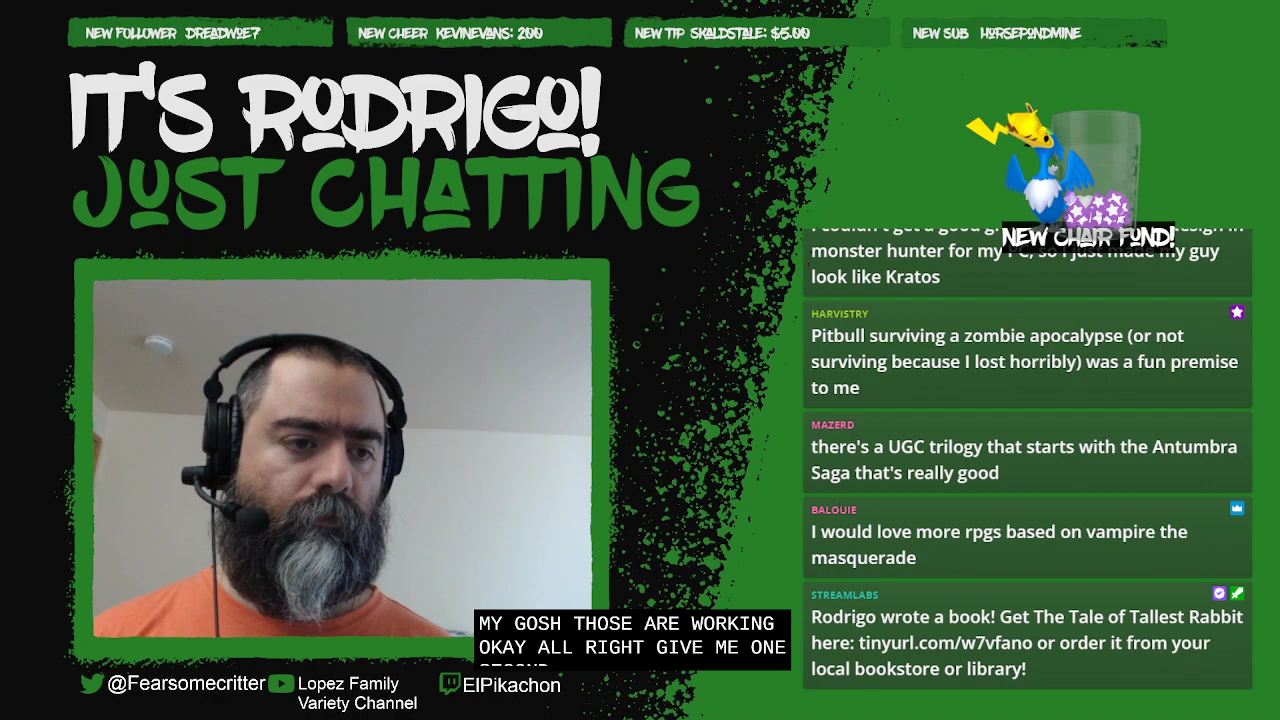 NEW FOLLOWER DREADWOE7
NEW CHEER KEVINEVANS: 200
NEW TIP SKALDSTALE: $5.00
NEW SUB HORSEPONDMINE
IT'S RODRIGO!
JUST CHATTING
NEW CHAIR FUND!
I couldn't get a good
monster hunter for my PC, so I just made my guy
look like Kratos
HARVISTRY
Pitbull surviving a zombie apocalypse (or not
surviving because I lost horribly) was a fun premise
to me
MAZERD
there's a UGC trilogy that starts with the Antumbra
Saga that's really good
BALOUIE
I would love more rpgs based on vampire the
masquerade
STREAMLABS
Rodrigo wrote a book! Get The Tale of Tallest Rabbit
here: tinyurl.com/w7vfano or order it from your
local bookstore or library!
MY GOSH THOSE ARE WORKING
OKAY ALL RIGHT GIVE ME ONE
SECOND
@Fearsomecritter
Lopez Family
Variety Channel
ElPikachon